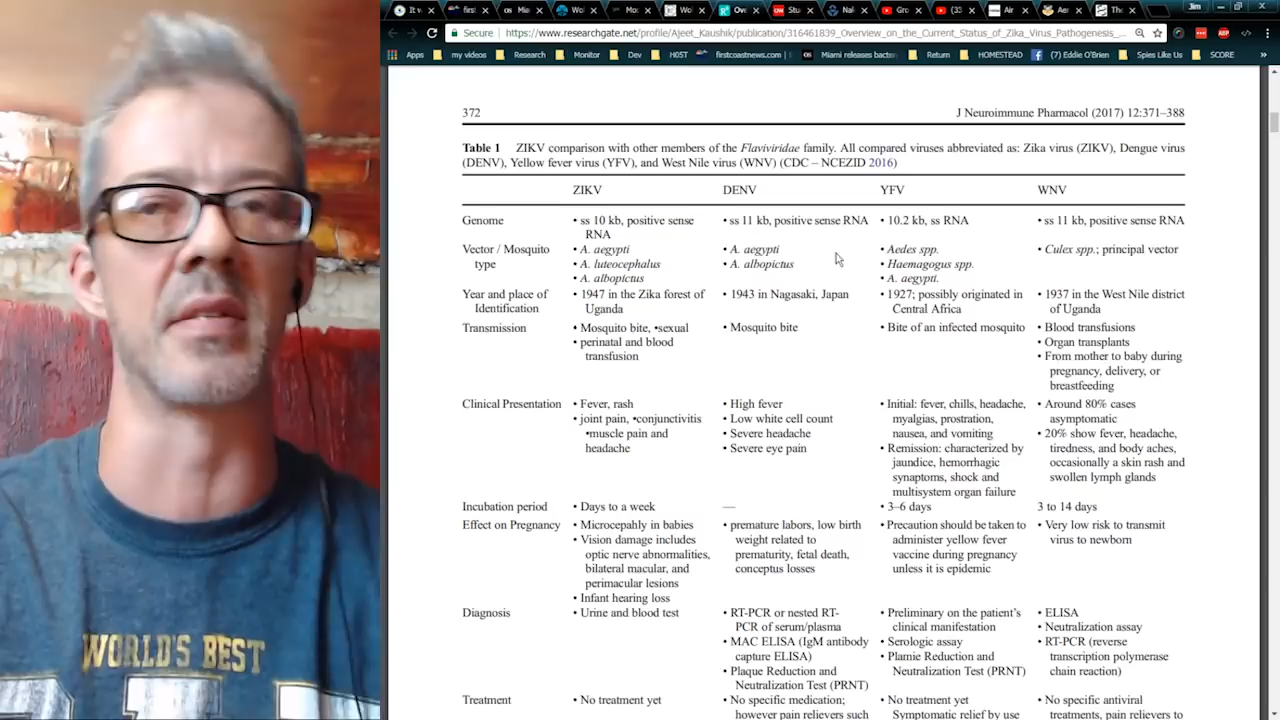 It v
first
Mia
Wol
Mos
Wol
Ove
Stu
Nak
Gro
(33
Air
Aer
The
Jim
Secure
https://www.researchgate.net/profile/Ajeet_Kaushik/publication/316461839_Overview_on_the_Current_Status_of_Zika_Virus_Pathogenesis_...
Apps
my videos
Research
Monitor
Dev
H0ST
firstcoastnews.com
Miami releases bacter
Return
HOMESTEAD
(7) Eddie O'Brien
Spies Like Us
SCORE
372
J Neuroimmune Pharmacol (2017) 12:371–388
Table 1 ZIKV comparison with other members of the Flaviviridae family. All compared viruses abbreviated as: Zika virus (ZIKV), Dengue virus
(DENV), Yellow fever virus (YFV), and West Nile virus (WNV) (CDC – NCEZID 2016)
ZIKV
DENV
YFV
WNV
Genome
• ss 10 kb, positive sense
RNA
• ss 11 kb, positive sense RNA
• 10.2 kb, ss RNA
• ss 11 kb, positive sense RNA
Vector / Mosquito
type
• A. aegypti
• A. luteocephalus
• A. albopictus
• A. aegypti
• A. albopictus
• Aedes spp.
• Haemagogus spp.
• A. aegypti.
• Culex spp.; principal vector
Year and place of
Identification
• 1947 in the Zika forest of
Uganda
• 1943 in Nagasaki, Japan
• 1927; possibly originated in
Central Africa
• 1937 in the West Nile district
of Uganda
Transmission
• Mosquito bite, •sexual
• perinatal and blood
transfusion
• Mosquito bite
• Bite of an infected mosquito
• Blood transfusions
• Organ transplants
• From mother to baby during
pregnancy, delivery, or
breastfeeding
Clinical Presentation
• Fever, rash
• joint pain, •conjunctivitis
•muscle pain and
headache
• High fever
• Low white cell count
• Severe headache
• Severe eye pain
• Initial: fever, chills, headache,
myalgias, prostration,
nausea, and vomiting
• Remission: characterized by
jaundice, hemorrhagic
synaptoms, shock and
multisystem organ failure
• Around 80% cases
asymptomatic
• 20% show fever, headache,
tiredness, and body aches,
occasionally a skin rash and
swollen lymph glands
Incubation period
• Days to a week
—
• 3–6 days
3 to 14 days
Effect on Pregnancy
• Microcepahly in babies
• Vision damage includes
optic nerve abnormalities,
bilateral macular, and
perimacular lesions
• Infant hearing loss
• premature labors, low birth
weight related to
prematurity, fetal death,
conceptus losses
• Precaution should be taken to
administer yellow fever
vaccine during pregnancy
unless it is epidemic
• Very low risk to transmit
virus to newborn
Diagnosis
• Urine and blood test
• RT-PCR or nested RT-
PCR of serum/plasma
• MAC ELISA (IgM antibody
capture ELISA)
• Plaque Reduction and
Neutralization Test (PRNT)
• Preliminary on the patient's
clinical manifestation
• Serologic assay
• Plamie Reduction and
Neutralization Test (PRNT)
• ELISA
• Neutralization assay
• RT-PCR (reverse
transcription polymerase
chain reaction)
Treatment
• No treatment yet
• No specific medication;
however pain relievers such
• No treatment yet
Symptomatic relief by use
• No specific antiviral
treatments, pain relievers to
WORLD'S BEST